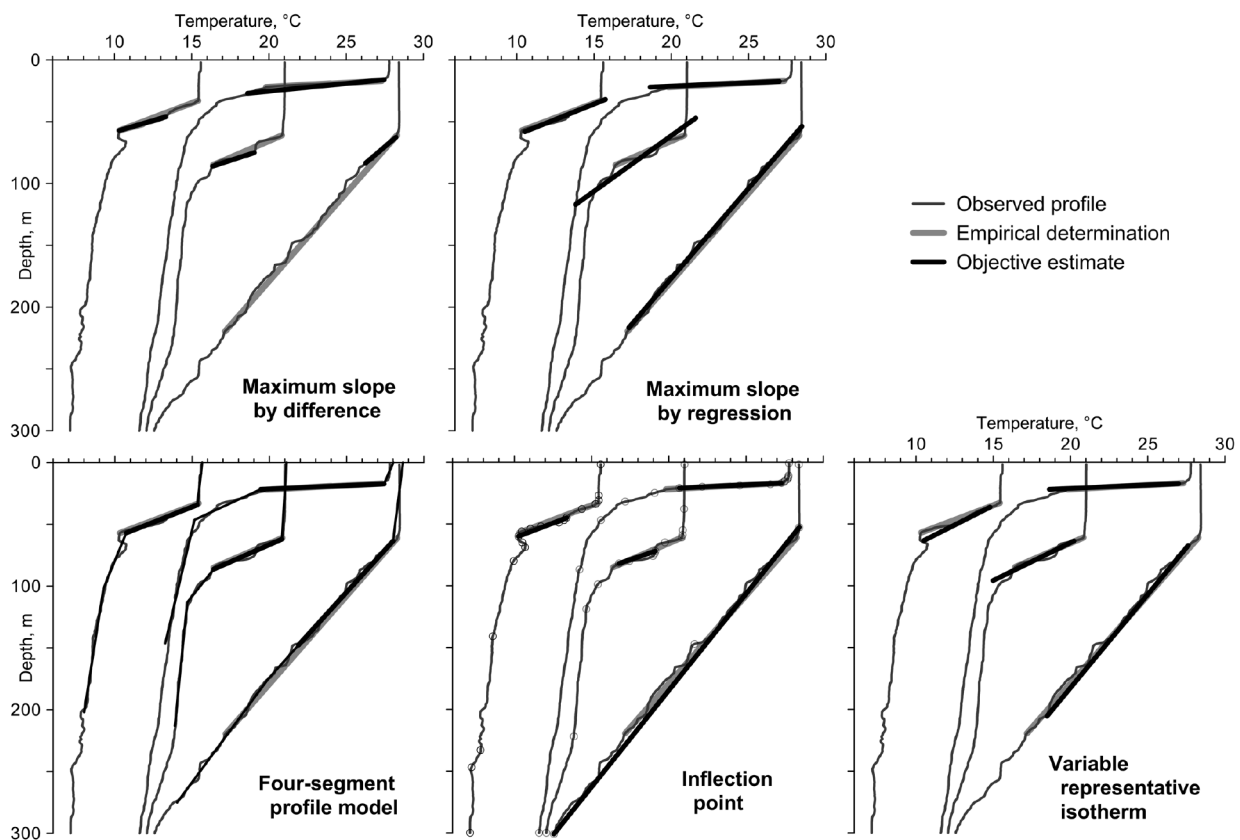 Temperature, °C
10 15 20 25 30
Temperature, °C
10 15 20 25 30
0
100
200
300
Depth, m
Maximum slope
by difference
Maximum slope
by regression
Observed profile
Empirical determination
Objective estimate
Temperature, °C
10 15 20 25 30
0
100
200
300
Depth, m
Four-segment
profile model
Inflection
point
Variable
representative
isotherm